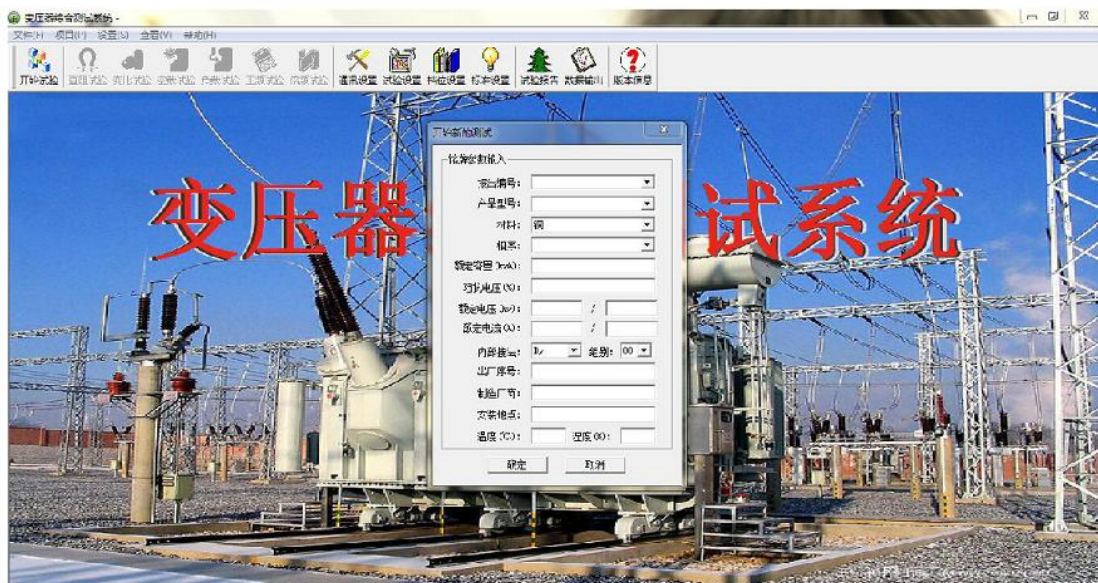 变压器综合测试系统 -
文件(F) 项目(P) 设置(S) 查看(V) 帮助(H)
开始试验 直阻试验 变比试验 空载试验 负载试验 工频试验 倍频试验 通讯设置 试验设置 档位设置 标准设置 试验报告 数据输出 版本信息
变压器 试系统
开始新的测试
铭牌参数输入
报告编号:
产品型号:
材料: 铜
相率:
额定容量(kvA):
阻抗电压(%):
额定电压(kv): /
额定电流(A): /
内部接法: 组别: 00
出厂序号:
制造厂商:
安装地点:
温度(℃): 湿度(%):
确定 取消